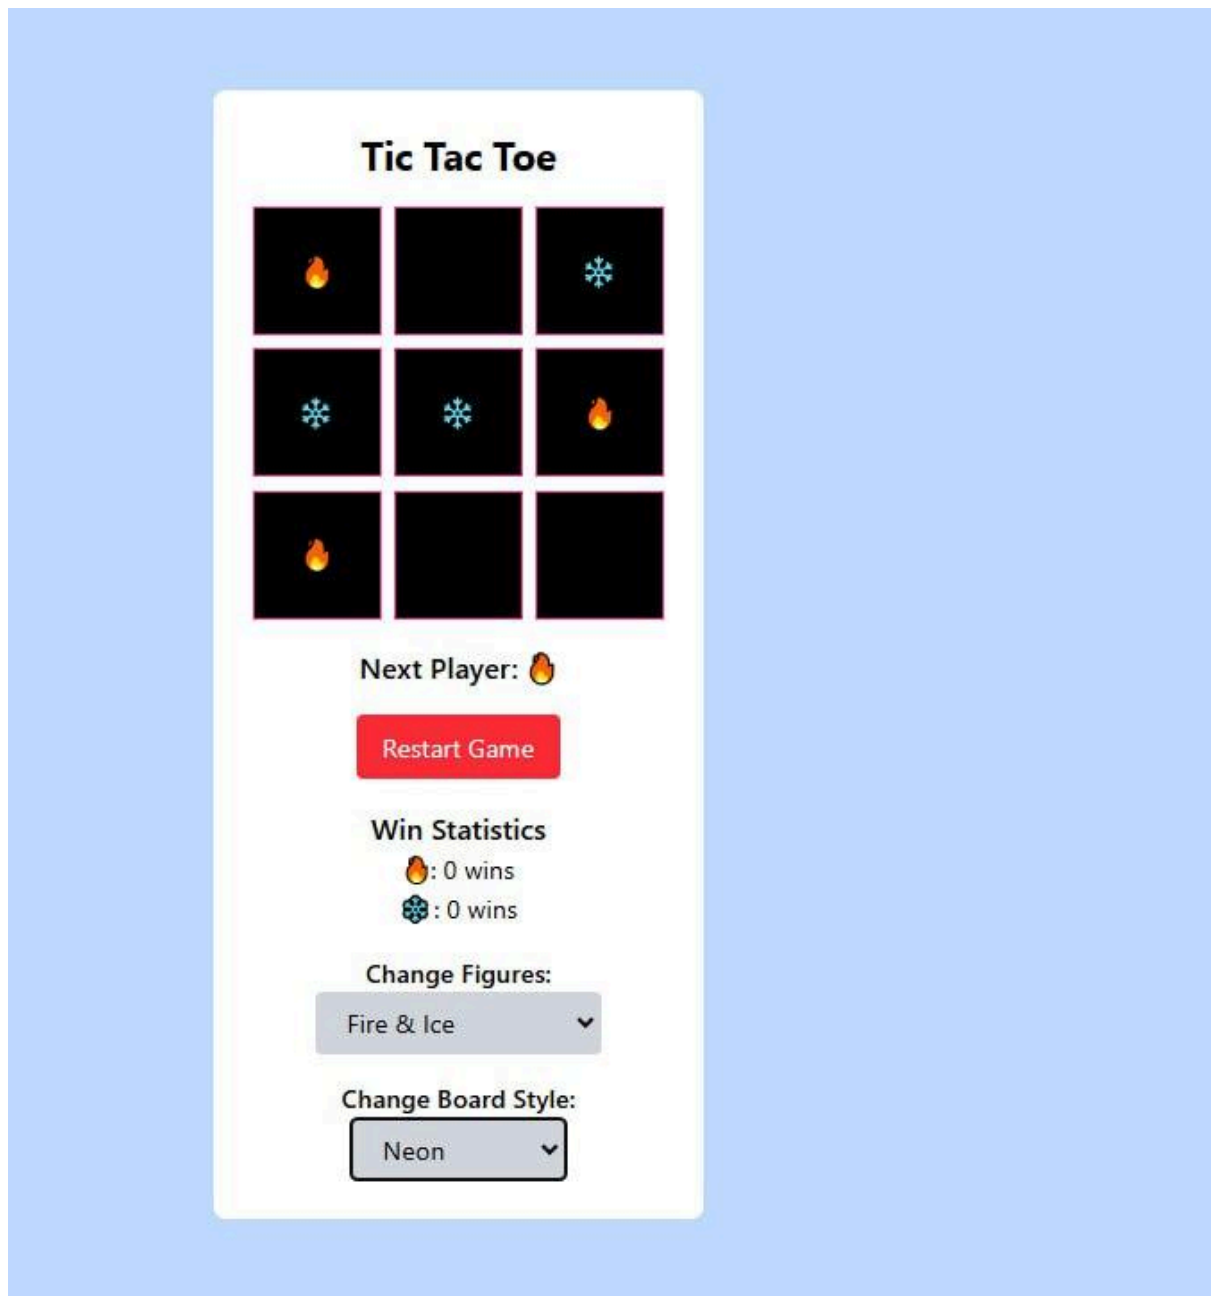 Tic Tac Toe
Next Player: 🔥
Restart Game
Win Statistics
🔥: 0 wins
❄: 0 wins
Change Figures:
Fire & Ice
Change Board Style:
Neon